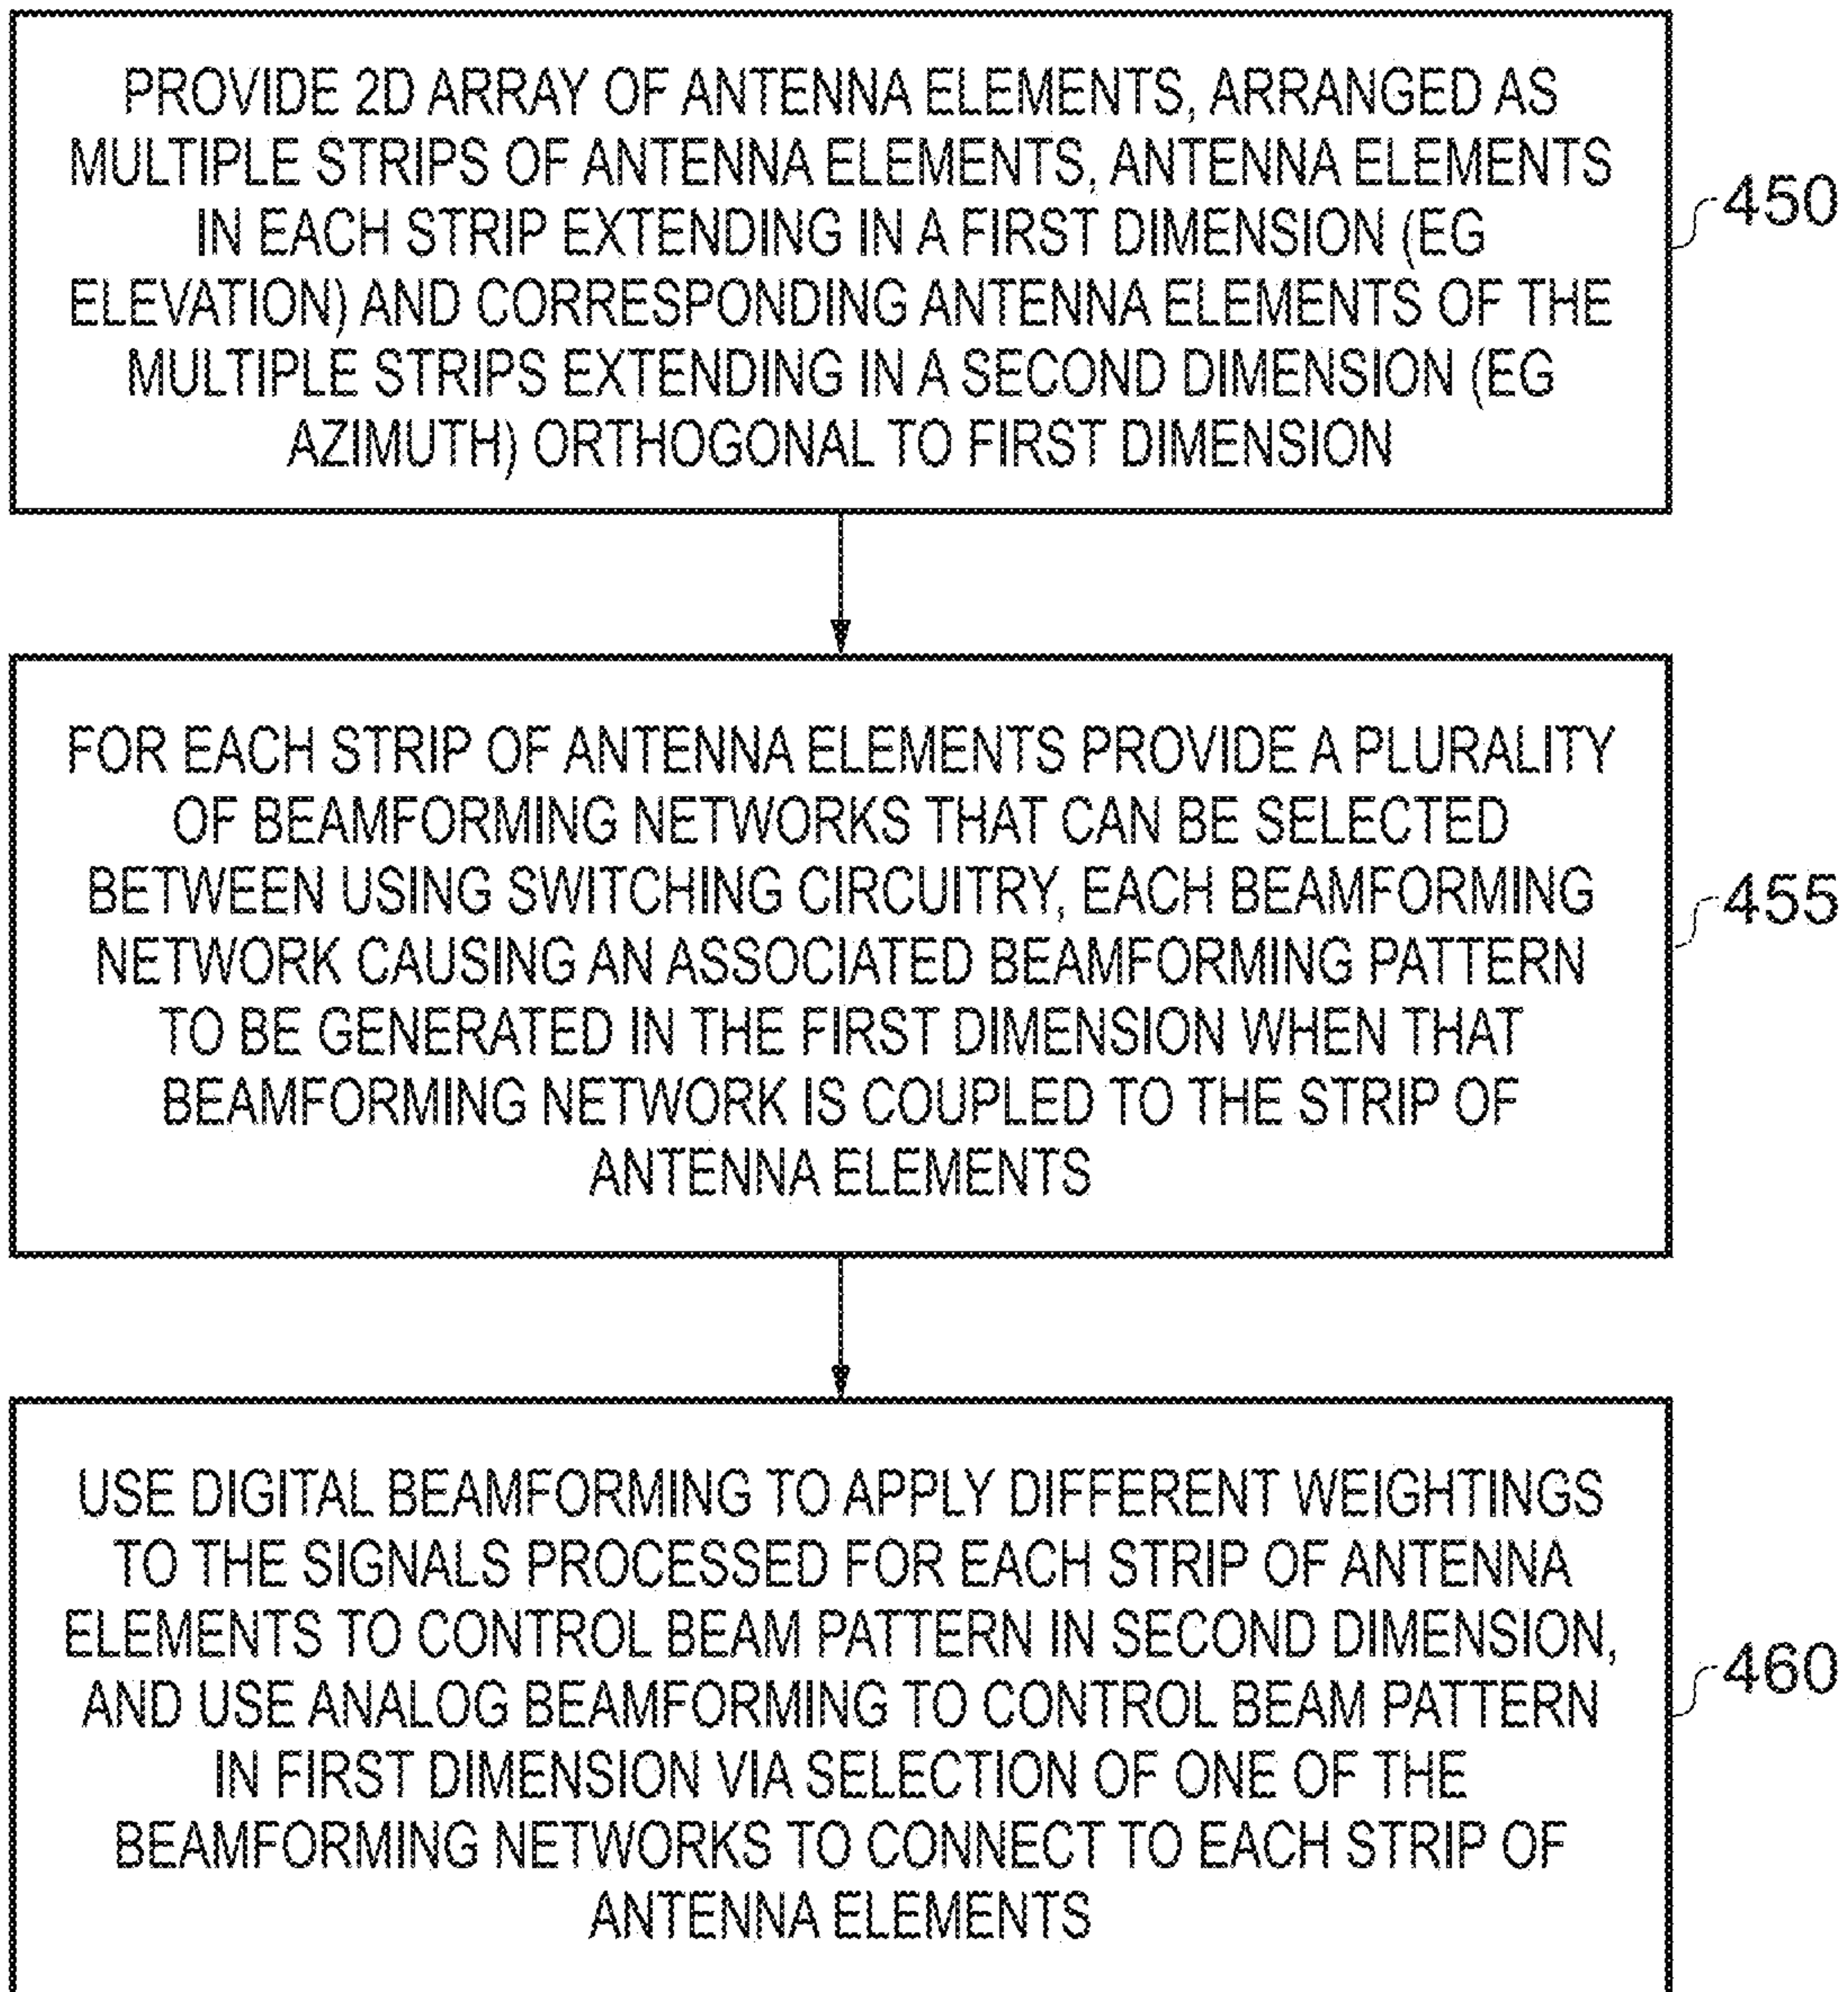 PROVIDE 2D ARRAY OF ANTENNA ELEMENTS, ARRANGED AS
MULTIPLE STRIPS OF ANTENNA ELEMENTS, ANTENNA ELEMENTS
IN EACH STRIP EXTENDING IN A FIRST DIMENSION (EG
ELEVATION) AND CORRESPONDING ANTENNA ELEMENTS OF THE
MULTIPLE STRIPS EXTENDING IN A SECOND DIMENSION (EG
AZIMUTH) ORTHOGONAL TO FIRST DIMENSION
450
FOR EACH STRIP OF ANTENNA ELEMENTS PROVIDE A PLURALITY
OF BEAMFORMING NETWORKS THAT CAN BE SELECTED
BETWEEN USING SWITCHING CIRCUITRY, EACH BEAMFORMING
NETWORK CAUSING AN ASSOCIATED BEAMFORMING PATTERN
TO BE GENERATED IN THE FIRST DIMENSION WHEN THAT
BEAMFORMING NETWORK IS COUPLED TO THE STRIP OF
ANTENNA ELEMENTS
455
USE DIGITAL BEAMFORMING TO APPLY DIFFERENT WEIGHTINGS
TO THE SIGNALS PROCESSED FOR EACH STRIP OF ANTENNA
ELEMENTS TO CONTROL BEAM PATTERN IN SECOND DIMENSION,
AND USE ANALOG BEAMFORMING TO CONTROL BEAM PATTERN
IN FIRST DIMENSION VIA SELECTION OF ONE OF THE
BEAMFORMING NETWORKS TO CONNECT TO EACH STRIP OF
ANTENNA ELEMENTS
460